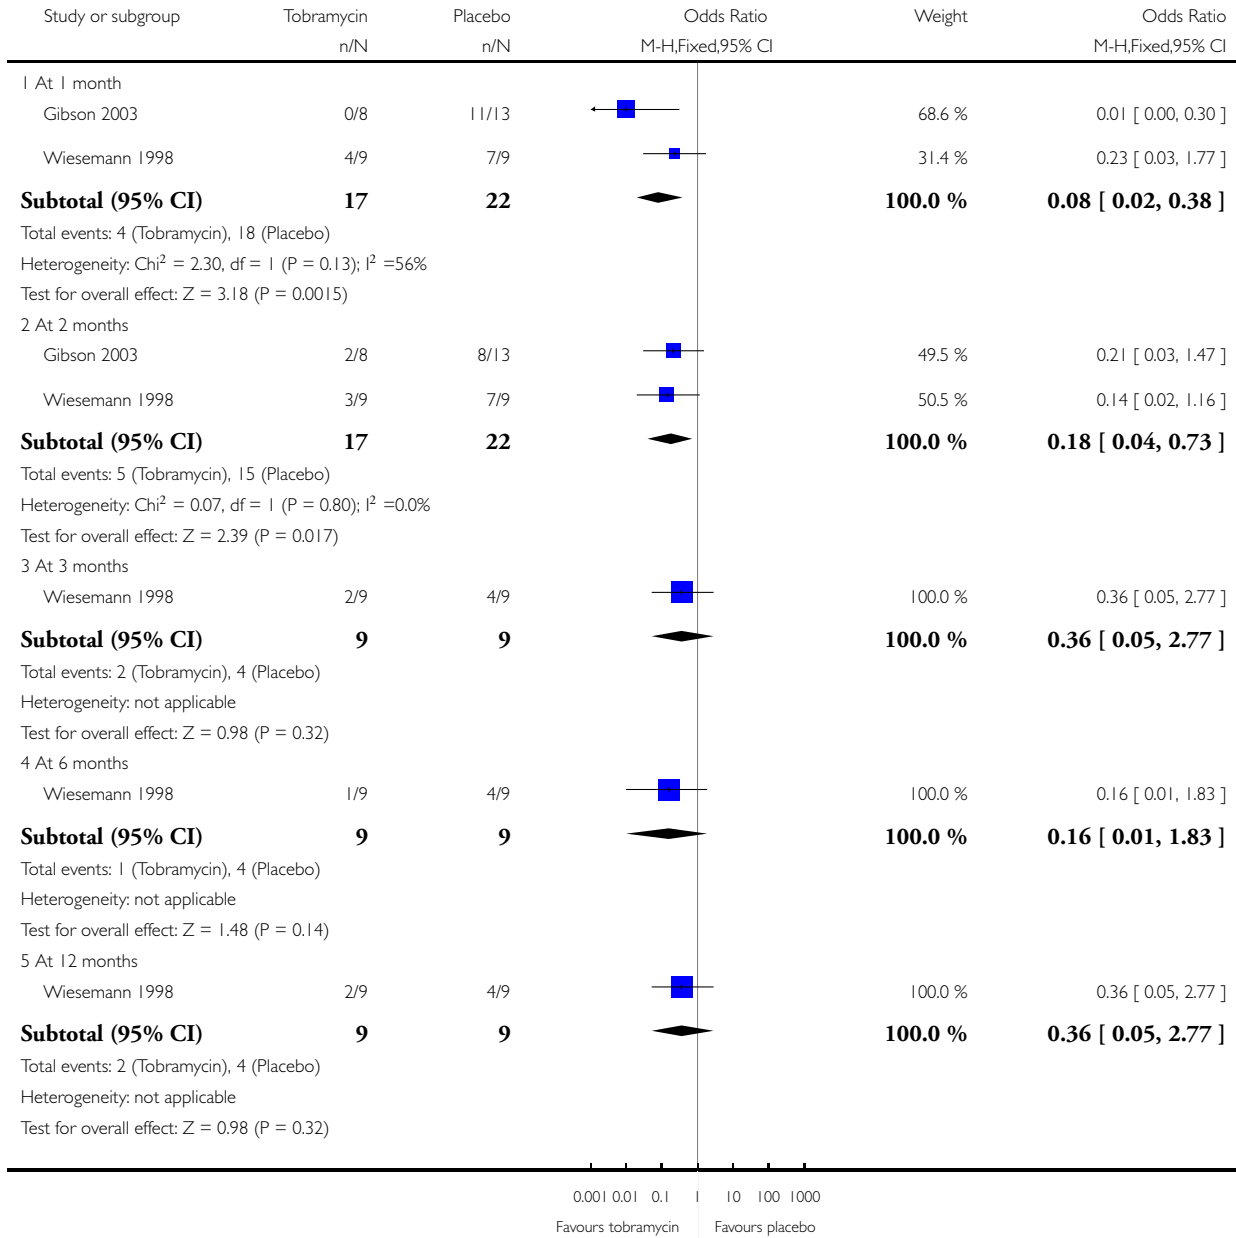 Study or subgroup Tobramycin Placebo Odds Ratio Weight Odds Ratio
n/N n/N M-H,Fixed,95% CI M-H,Fixed,95% CI
1 At 1 month
Gibson 2003 0/8 11/13 68.6 % 0.01 [ 0.00, 0.30 ]
Wiesemann 1998 4/9 7/9 31.4 % 0.23 [ 0.03, 1.77 ]
Subtotal (95% CI) 17 22 100.0 % 0.08 [ 0.02, 0.38 ]
Total events: 4 (Tobramycin), 18 (Placebo)
Heterogeneity: Chi² = 2.30, df = 1 (P = 0.13); I² =56%
Test for overall effect: Z = 3.18 (P = 0.0015)
2 At 2 months
Gibson 2003 2/8 8/13 49.5 % 0.21 [ 0.03, 1.47 ]
Wiesemann 1998 3/9 7/9 50.5 % 0.14 [ 0.02, 1.16 ]
Subtotal (95% CI) 17 22 100.0 % 0.18 [ 0.04, 0.73 ]
Total events: 5 (Tobramycin), 15 (Placebo)
Heterogeneity: Chi² = 0.07, df = 1 (P = 0.80); I² =0.0%
Test for overall effect: Z = 2.39 (P = 0.017)
3 At 3 months
Wiesemann 1998 2/9 4/9 100.0 % 0.36 [ 0.05, 2.77 ]
Subtotal (95% CI) 9 9 100.0 % 0.36 [ 0.05, 2.77 ]
Total events: 2 (Tobramycin), 4 (Placebo)
Heterogeneity: not applicable
Test for overall effect: Z = 0.98 (P = 0.32)
4 At 6 months
Wiesemann 1998 1/9 4/9 100.0 % 0.16 [ 0.01, 1.83 ]
Subtotal (95% CI) 9 9 100.0 % 0.16 [ 0.01, 1.83 ]
Total events: 1 (Tobramycin), 4 (Placebo)
Heterogeneity: not applicable
Test for overall effect: Z = 1.48 (P = 0.14)
5 At 12 months
Wiesemann 1998 2/9 4/9 100.0 % 0.36 [ 0.05, 2.77 ]
Subtotal (95% CI) 9 9 100.0 % 0.36 [ 0.05, 2.77 ]
Total events: 2 (Tobramycin), 4 (Placebo)
Heterogeneity: not applicable
Test for overall effect: Z = 0.98 (P = 0.32)
0.001 0.01 0.1 1 10 100 1000
Favours tobramycin Favours placebo